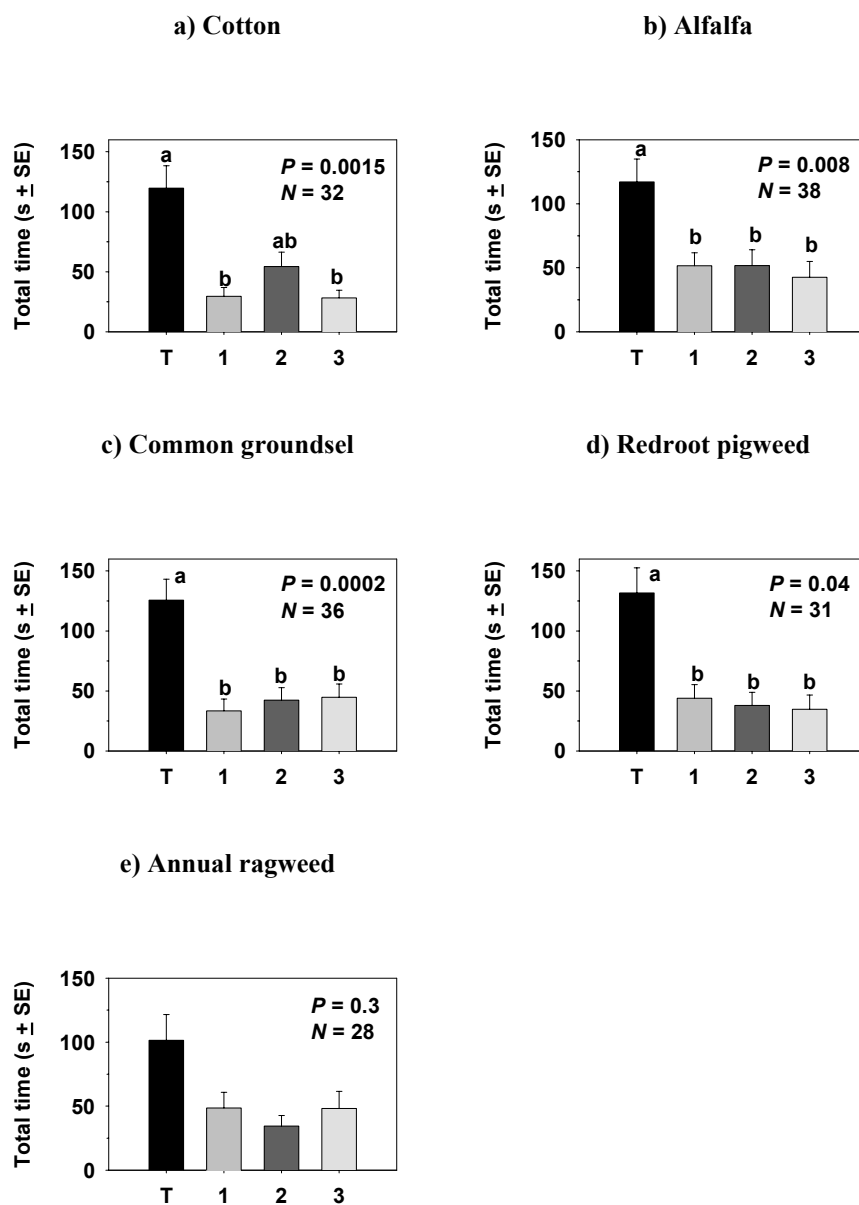 a) Cotton
Total time (s ± SE)
150
100
50
0
a
b
ab
b
P = 0.0015
N = 32
T 1 2 3
b) Alfalfa
Total time (s ± SE)
150
100
50
0
a
b
b
b
P = 0.008
N = 38
T 1 2 3
c) Common groundsel
Total time (s ± SE)
150
100
50
0
a
b
b
b
P = 0.0002
N = 36
T 1 2 3
d) Redroot pigweed
Total time (s ± SE)
150
100
50
0
a
b
b
b
P = 0.04
N = 31
T 1 2 3
e) Annual ragweed
Total time (s ± SE)
150
100
50
0
P = 0.3
N = 28
T 1 2 3